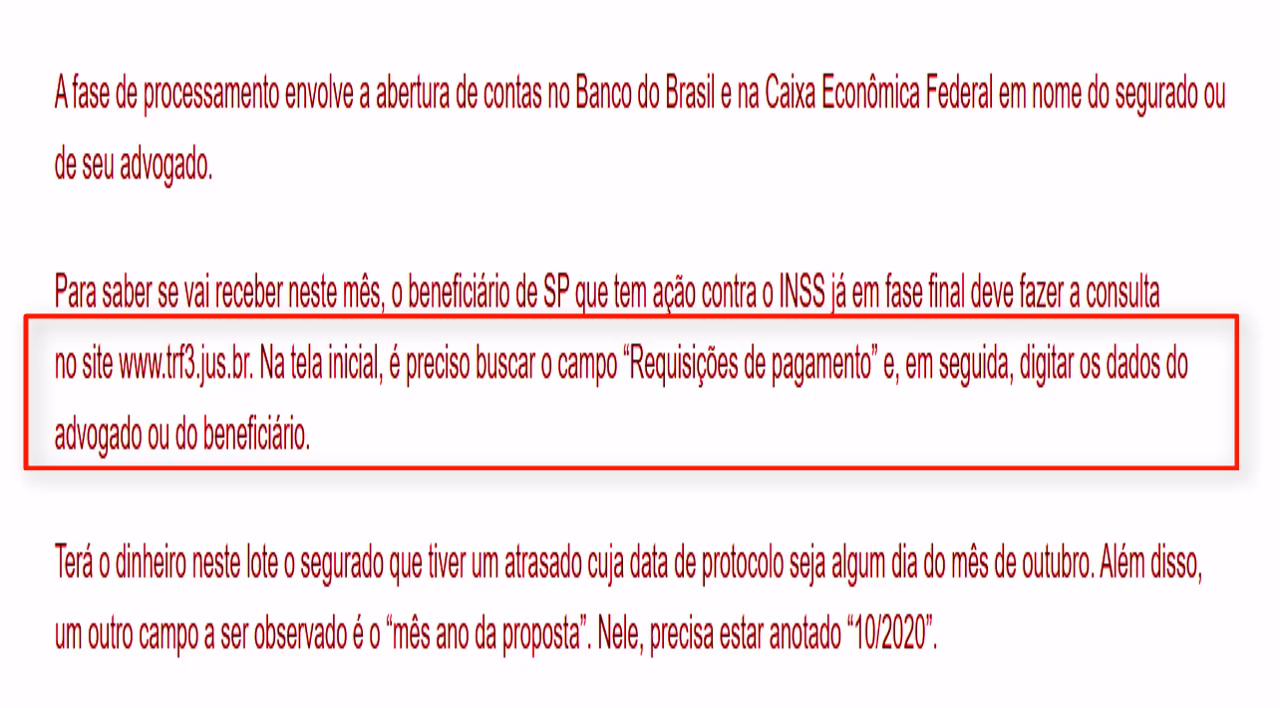 A fase de processamento envolve a abertura de contas no Banco do Brasil e na Caixa Econômica Federal em nome do segurado ou
de seu advogado.
Para saber se vai receber neste mês, o beneficiário de SP que tem ação contra o INSS já em fase final deve fazer a consulta
no site www.trf3.jus.br. Na tela inicial, é preciso buscar o campo “Requisições de pagamento” e, em seguida, digitar os dados do
advogado ou do beneficiário.
Terá o dinheiro neste lote o segurado que tiver um atrasado cuja data de protocolo seja algum dia do mês de outubro. Além disso,
um outro campo a ser observado é o “mês ano da proposta”. Nele, precisa estar anotado “10/2020”.